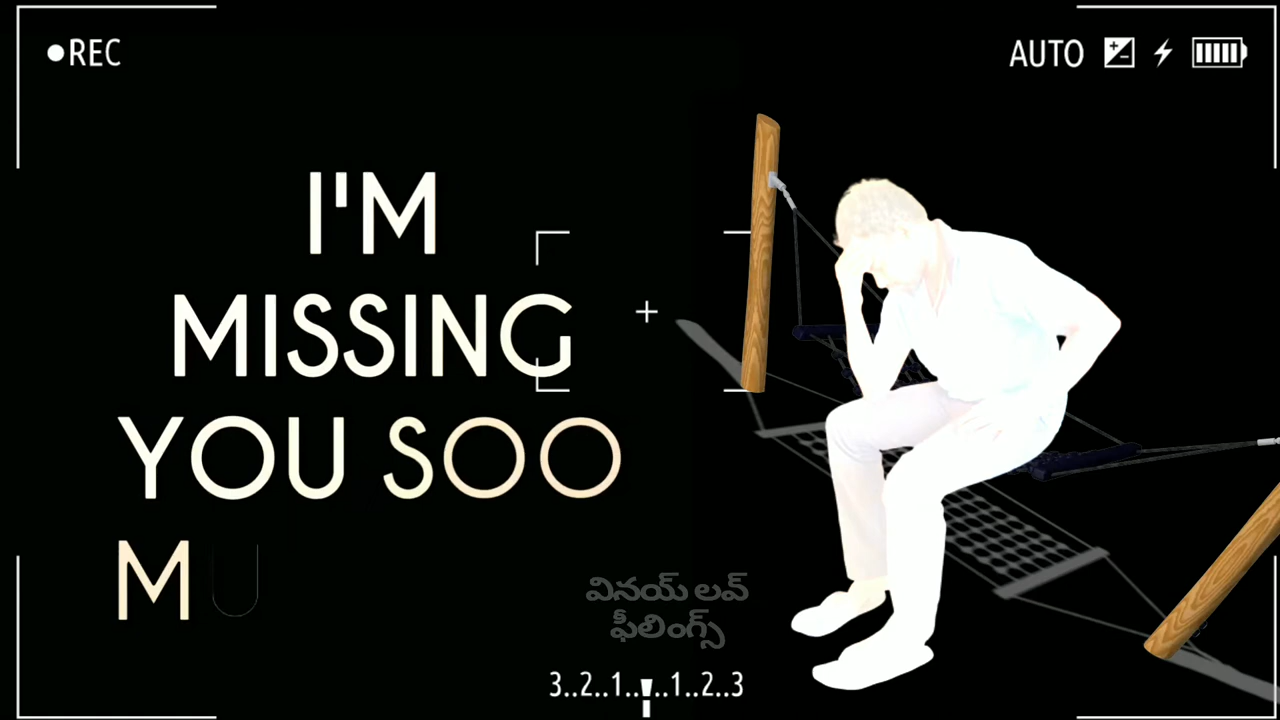 ●REC
AUTO
I'M
MISSING
YOU SOO
MU
వినయ్ లవ్
ఫీలింగ్స్
3..2..1....1..2..3